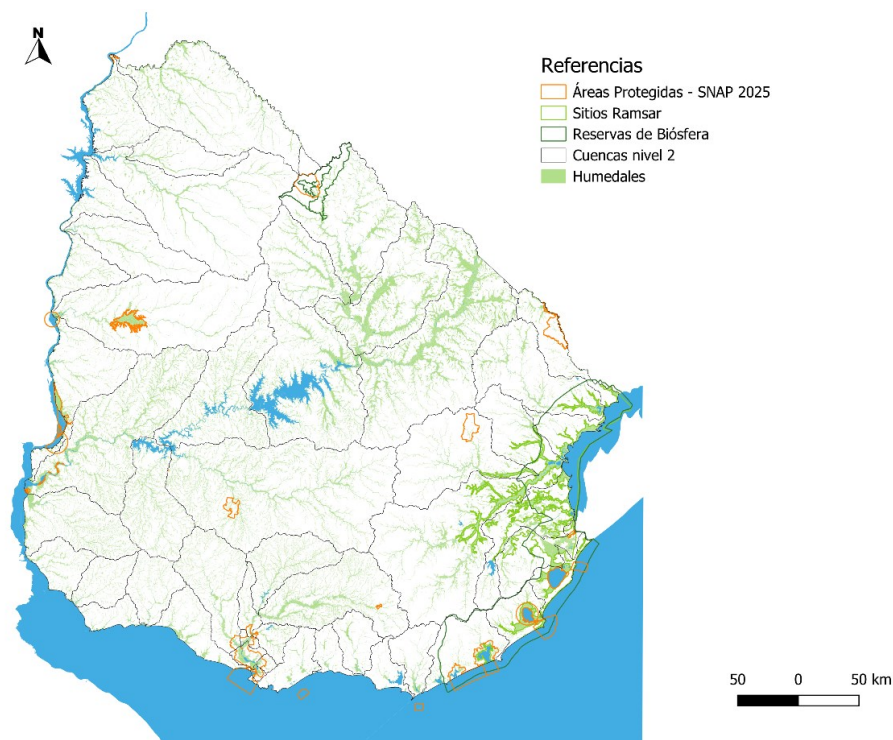 N
Referencias
Áreas Protegidas - SNAP 2025
Sitios Ramsar
Reservas de Biósfera
Cuencas nivel 2
Humedales
50 0 50 km